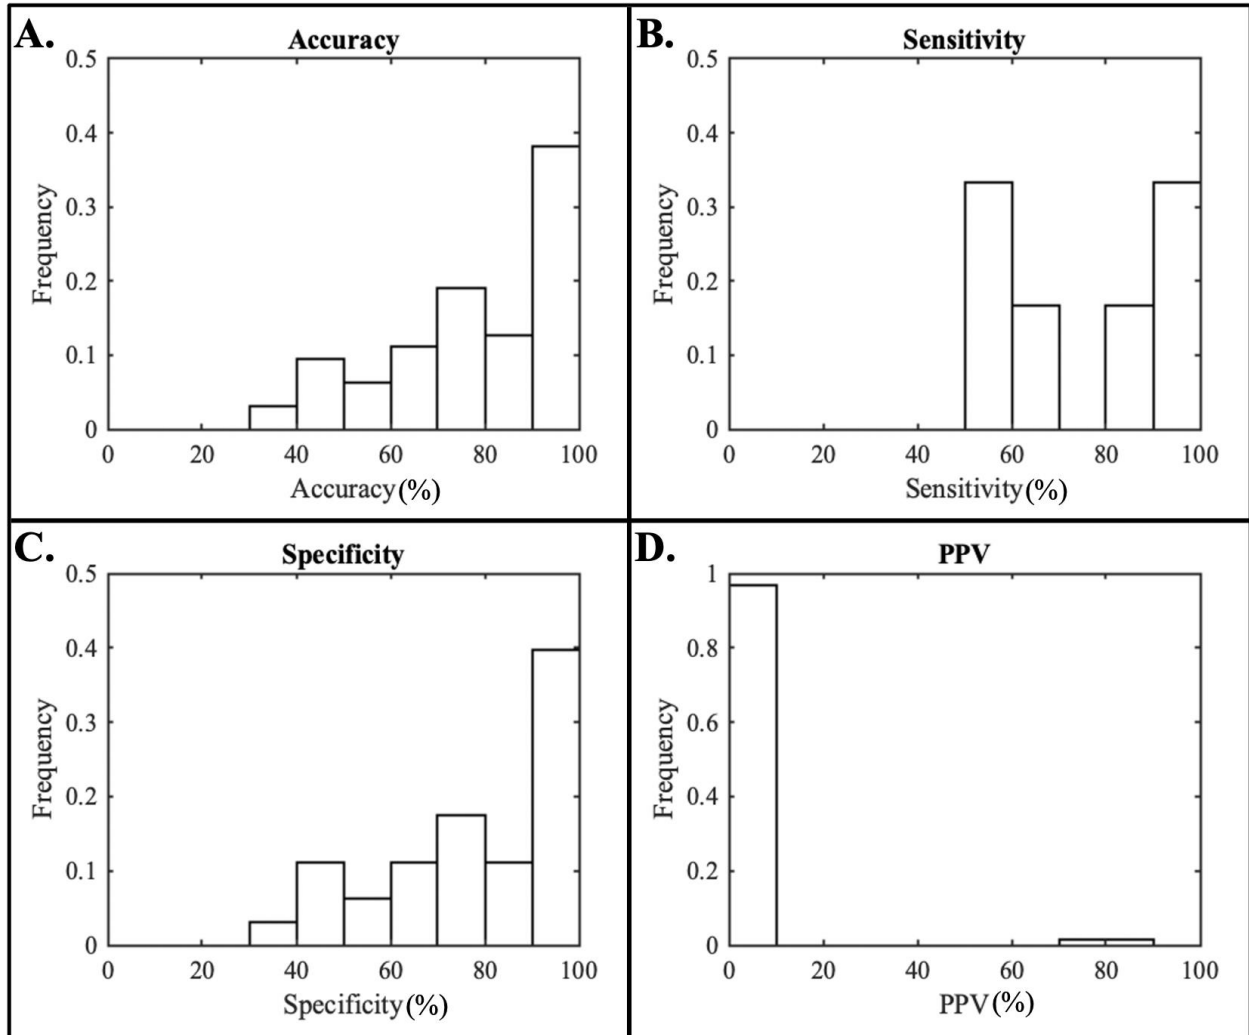 A.
Accuracy
0.5
0.4
0.3
0.2
0.1
0
Frequency
0 20 40 60 80 100
Accuracy(%)
B.
Sensitivity
0.5
0.4
0.3
0.2
0.1
0
Frequency
0 20 40 60 80 100
Sensitivity(%)
C.
Specificity
0.5
0.4
0.3
0.2
0.1
0
Frequency
0 20 40 60 80 100
Specificity(%)
D.
PPV
1
0.8
0.6
0.4
0.2
0
Frequency
0 20 40 60 80 100
PPV(%)